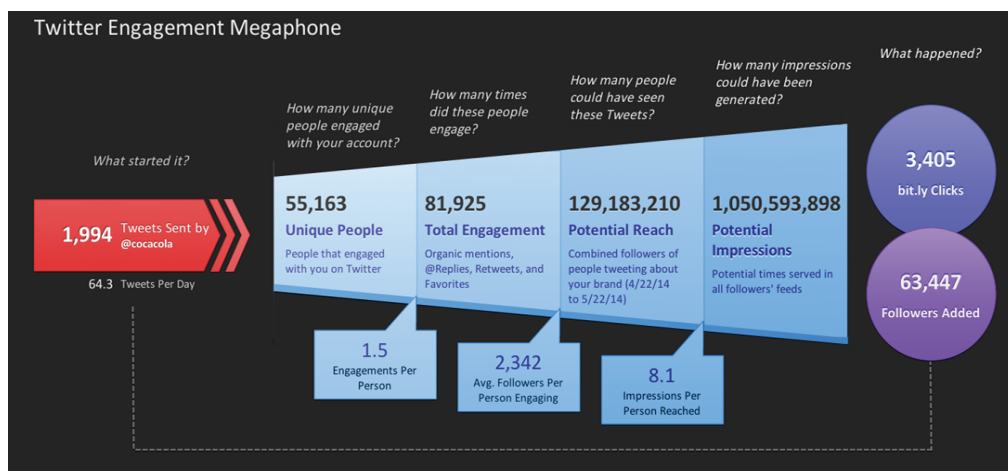 Twitter Engagement Megaphone
What started it?
1,994
Tweets Sent by
@cocacola
64.3 Tweets Per Day
How many unique
people engaged
with your account?
55,163
Unique People
People that engaged
with you on Twitter
1.5
Engagements Per
Person
How many times
did these people
engage?
81,925
Total Engagement
Organic mentions,
@Replies, Retweets, and
Favorites
2,342
Avg. Followers Per
Person Engaging
How many people
could have seen
these Tweets?
129,183,210
Potential Reach
Combined followers of
people tweeting about
your brand (4/22/14
to 5/22/14)
8.1
Impressions Per
Person Reached
How many impressions
could have been
generated?
1,050,593,898
Potential
Impressions
Potential times served in
all followers' feeds
What happened?
3,405
bit.ly Clicks
63,447
Followers Added